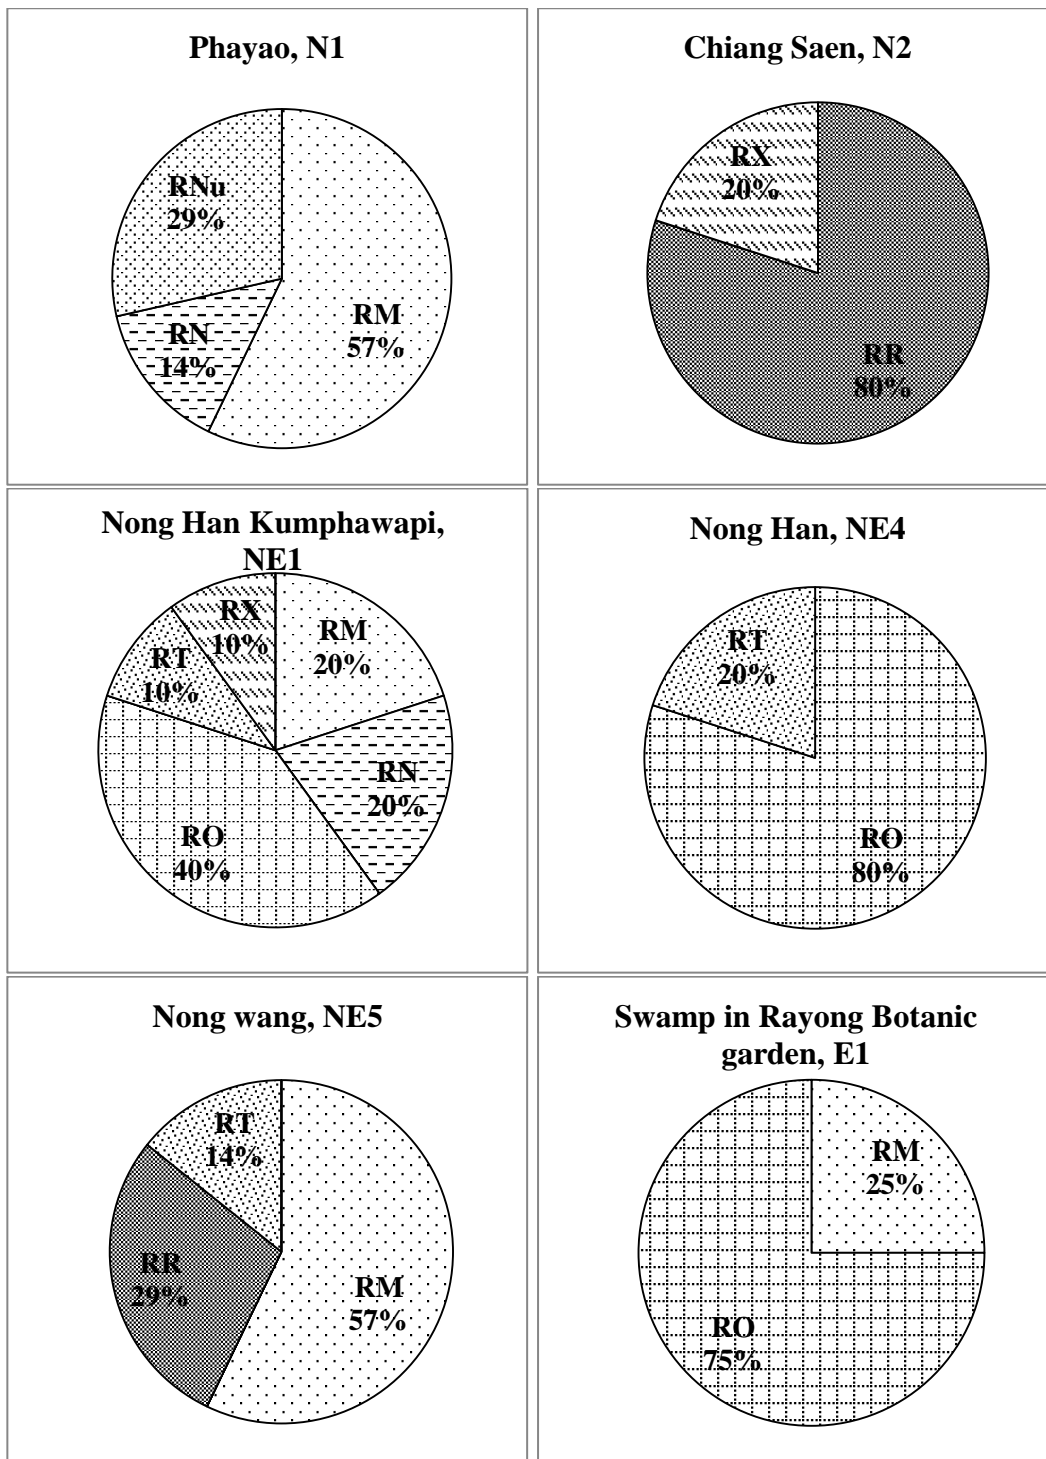 Phayao, N1
RNu
29%
RM
57%
RN
14%
Chiang Saen, N2
RX
20%
RR
80%
Nong Han Kumphawapi,
NE1
RX
10%
RM
20%
RT
10%
RN
20%
RO
40%
Nong Han, NE4
RT
20%
RO
80%
Nong wang, NE5
RT
14%
RR
29%
RM
57%
Swamp in Rayong Botanic
garden, E1
RM
25%
RO
75%